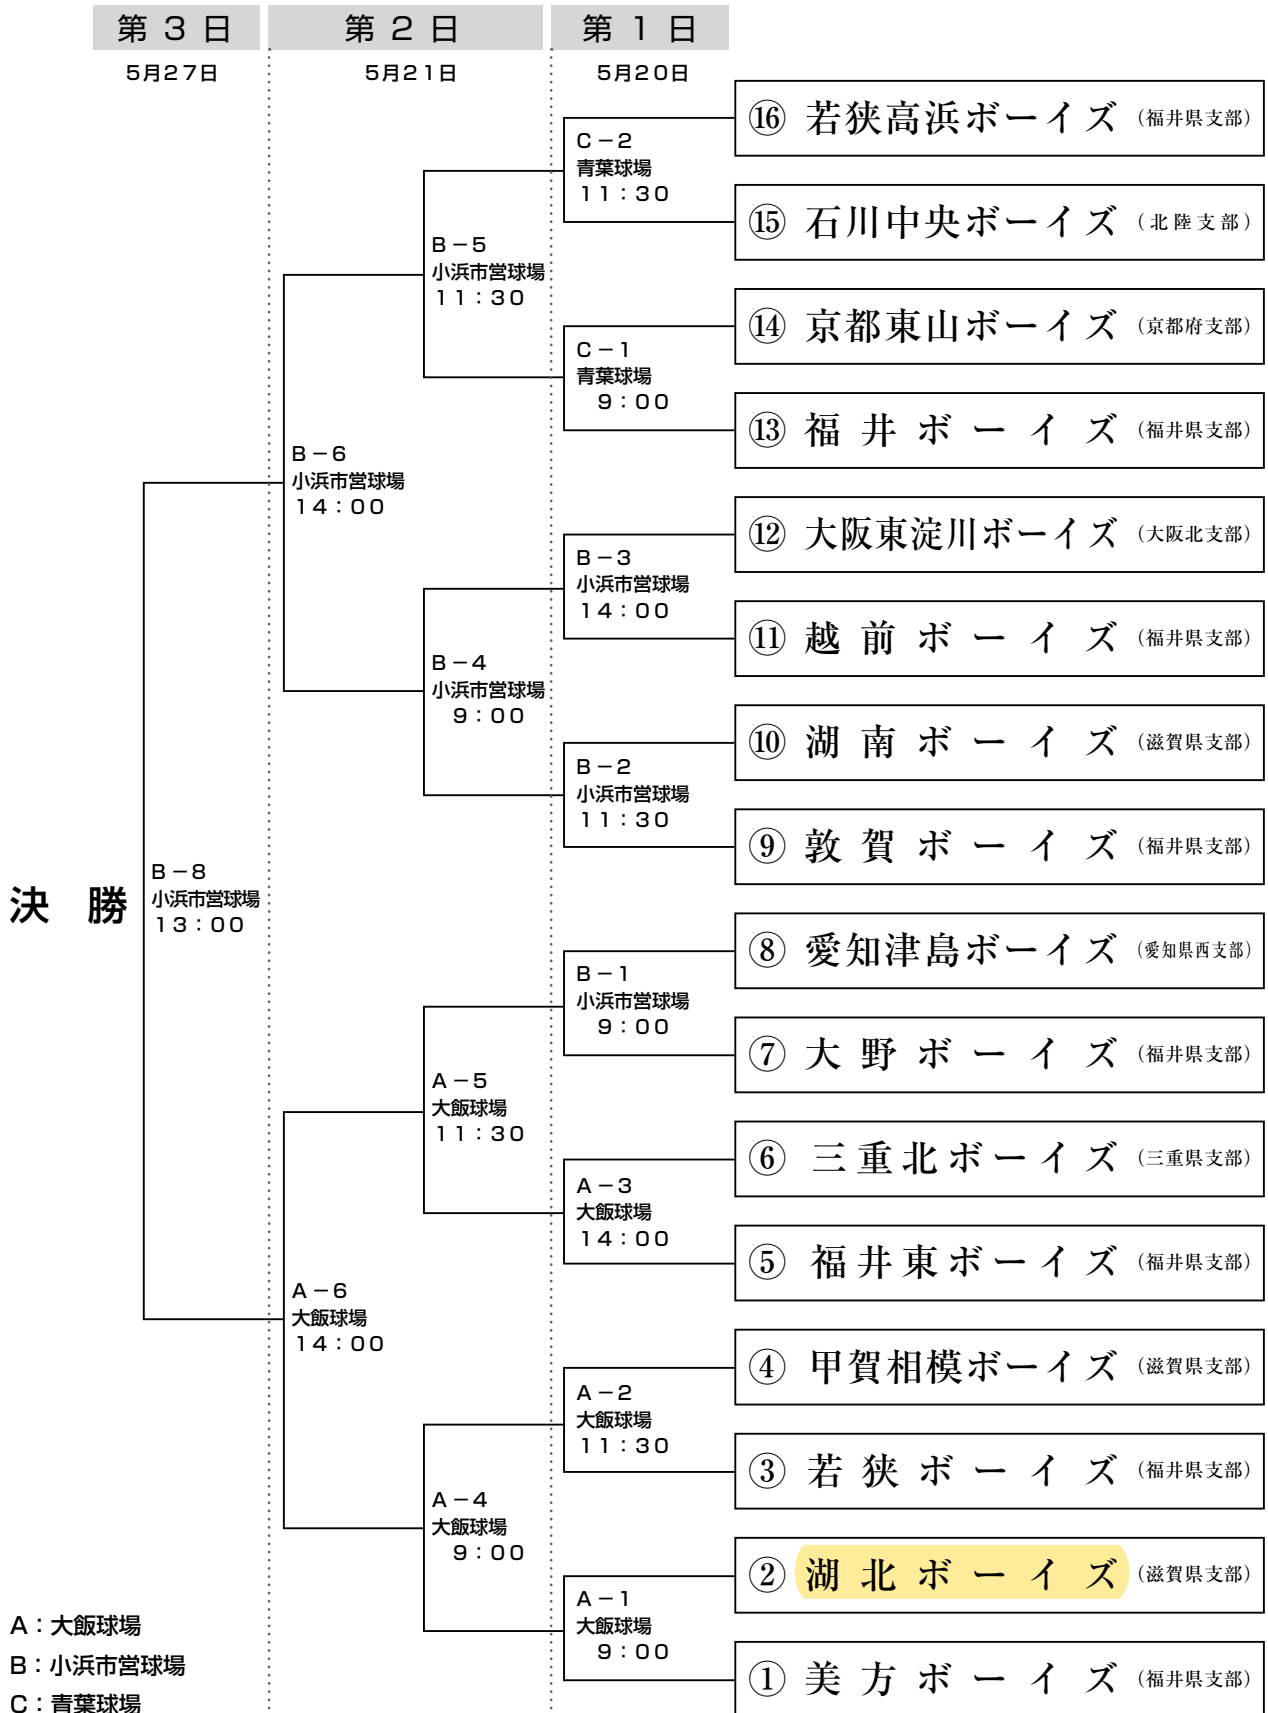 第３日 第２日 第１日
5月27日 5月21日 5月20日
⑯ 若狭高浜ボーイズ （福井県支部）
C－2
青葉球場
11：30
⑮ 石川中央ボーイズ （北陸支部）
B－5
小浜市営球場
11：30
⑭ 京都東山ボーイズ （京都府支部）
C－1
青葉球場
9：00
⑬ 福井ボーイズ （福井県支部）
B－6
小浜市営球場
14：00
⑫ 大阪東淀川ボーイズ （大阪北支部）
B－3
小浜市営球場
14：00
⑪ 越前ボーイズ （福井県支部）
B－4
小浜市営球場
9：00
⑩ 湖南ボーイズ （滋賀県支部）
B－2
小浜市営球場
11：30
⑨ 敦賀ボーイズ （福井県支部）
決勝
B－8
小浜市営球場
13：00
⑧ 愛知津島ボーイズ （愛知県西支部）
B－1
小浜市営球場
9：00
⑦ 大野ボーイズ （福井県支部）
A－5
大飯球場
11：30
⑥ 三重北ボーイズ （三重県支部）
A－3
大飯球場
14：00
⑤ 福井東ボーイズ （福井県支部）
A－6
大飯球場
14：00
④ 甲賀相模ボーイズ （滋賀県支部）
A－2
大飯球場
11：30
③ 若狭ボーイズ （福井県支部）
A－4
大飯球場
9：00
② 湖北ボーイズ （滋賀県支部）
A－1
大飯球場
9：00
① 美方ボーイズ （福井県支部）
A：大飯球場
B：小浜市営球場
C：青葉球場